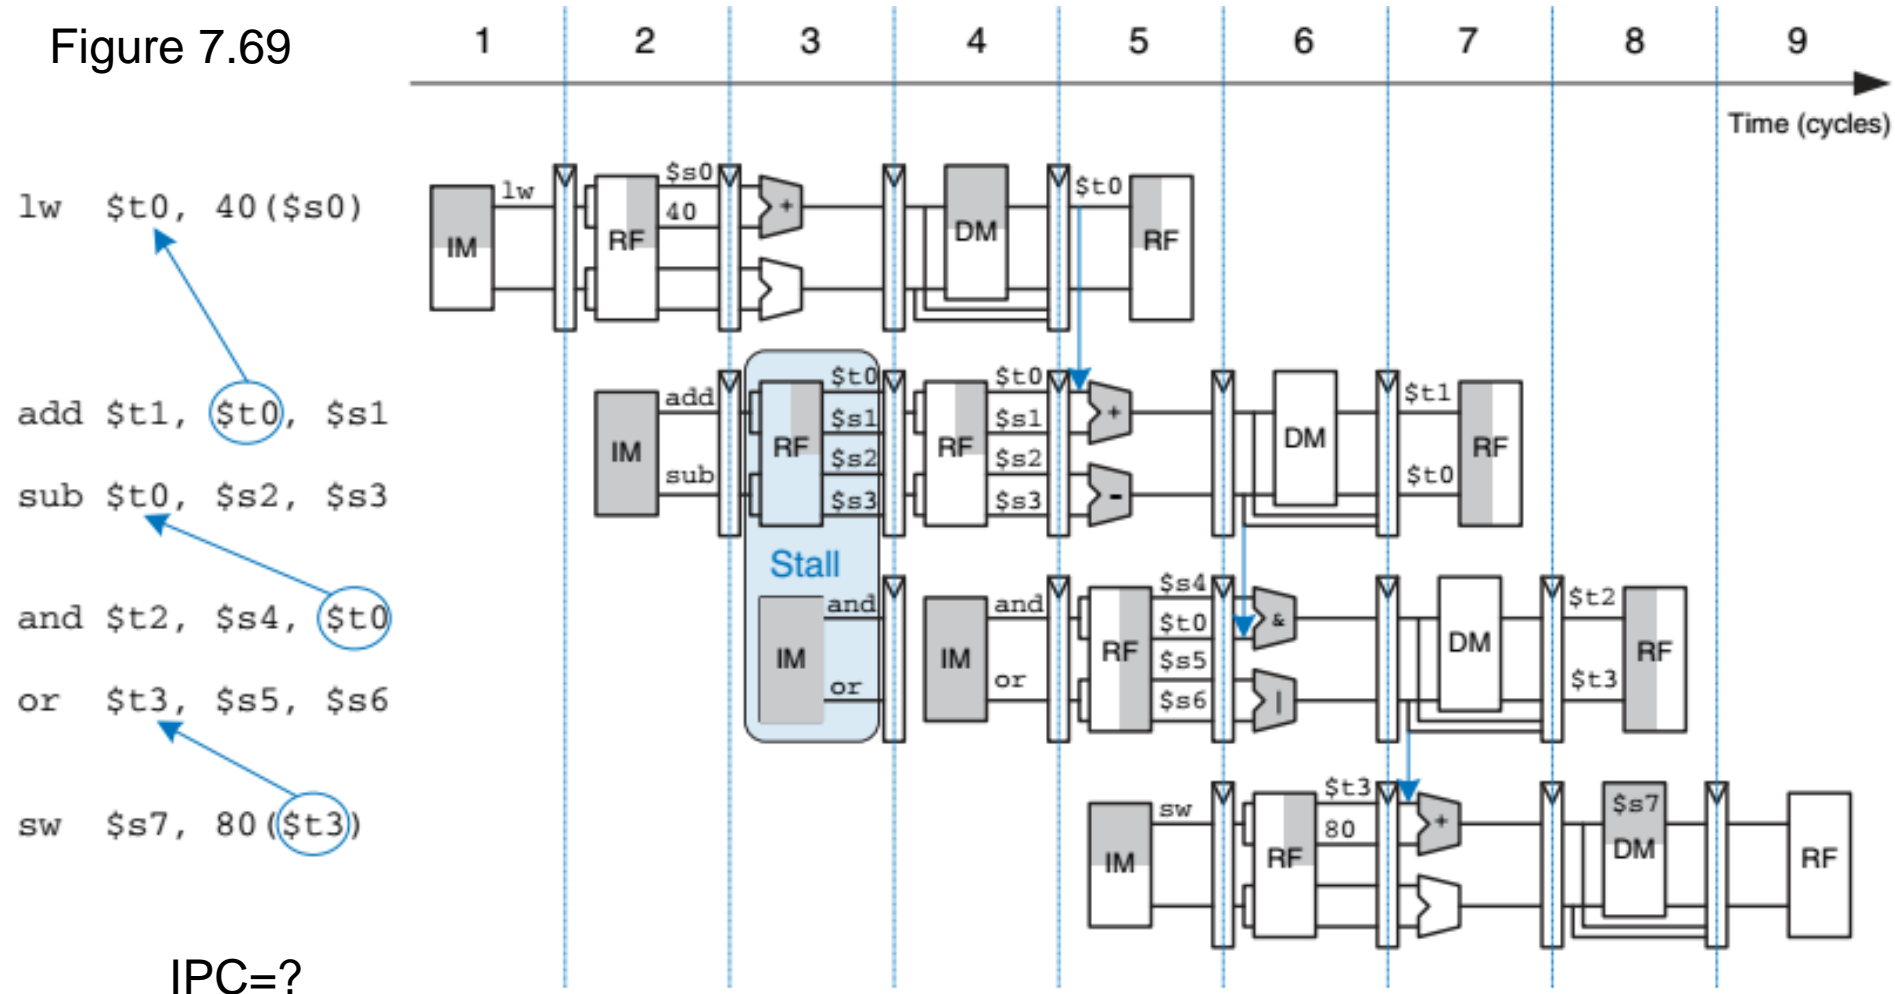 Figure 7.69
1 2 3 4 5 6 7 8 9
Time (cycles)
lw $t0, 40($s0)
IM lw RF $s0 40 + DM $t0 RF
add $t1, $t0, $s1
sub $t0, $s2, $s3
IM add sub RF $t0 $s1 $s2 $s3 RF $t0 $s1 $s2 $s3 + - DM $t1 $t0 RF
Stall
and $t2, $s4, $t0
or $t3, $s5, $s6
IM and or IM and or RF $s4 $t0 $s5 $s6 & | DM $t2 $t3 RF
sw $s7, 80($t3)
IM sw RF $t3 80 + $s7 DM RF
IPC=?